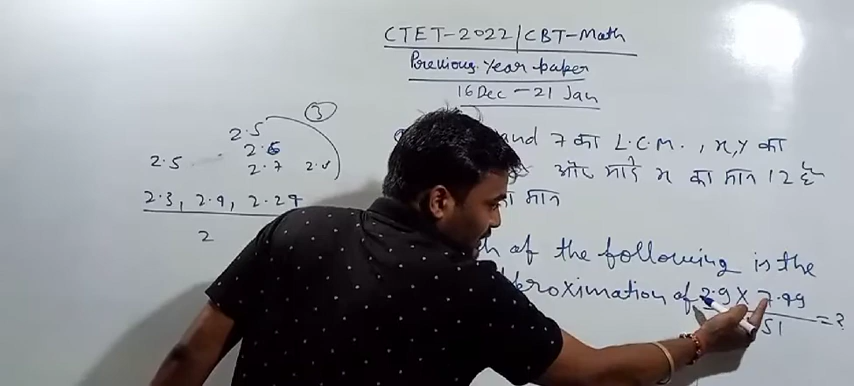 CTET-2022/CBT-Math
Previous Year paper
16 Dec - 21 Jan
3
2.5
2.6
2.7
2.5
2.3, 2.9, 2.29
2
and 7 का L.C.M., x, y का
और यदि x का मान 12 है
मान
of the following is the
approximation of 2.9 × 7.99
51 = ?